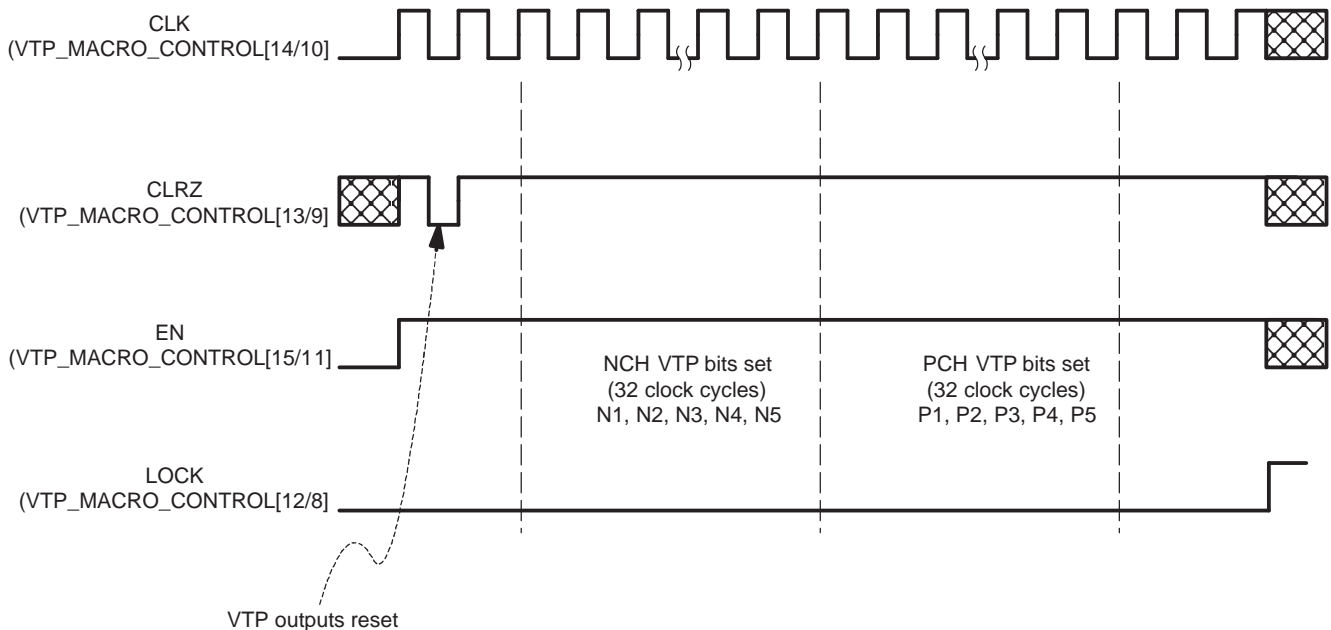 CLK
(VTP_MACRO_CONTROL[14/10]
CLRZ
(VTP_MACRO_CONTROL[13/9]
EN
(VTP_MACRO_CONTROL[15/11]
NCH VTP bits set
(32 clock cycles)
N1, N2, N3, N4, N5
PCH VTP bits set
(32 clock cycles)
P1, P2, P3, P4, P5
LOCK
(VTP_MACRO_CONTROL[12/8]
VTP outputs reset